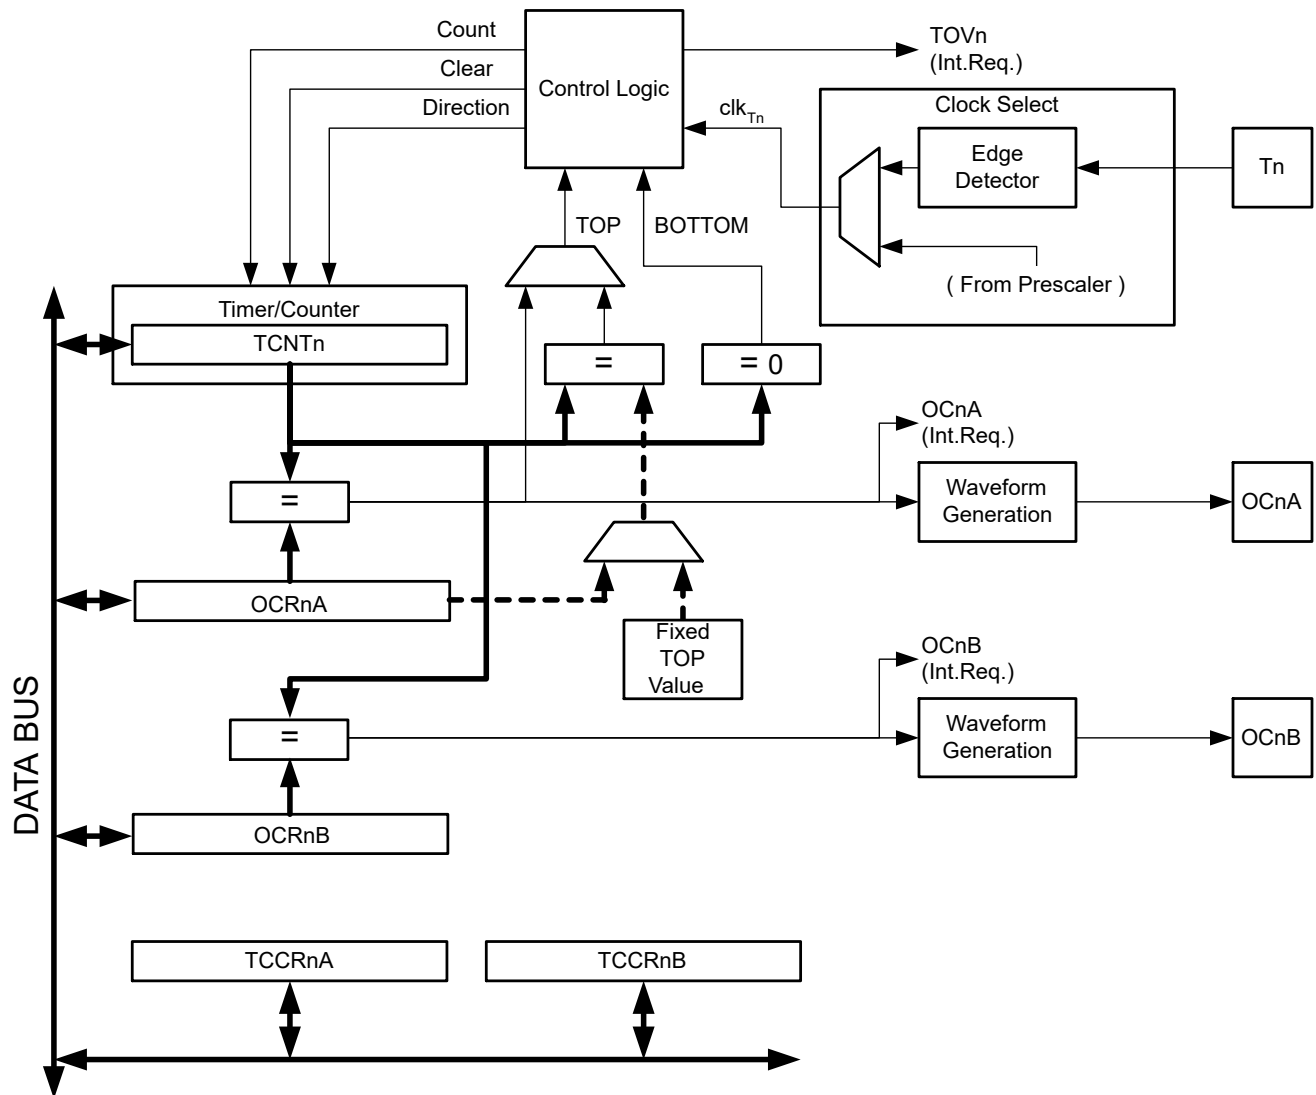 Count
Clear
Direction
Control Logic
TOVn
(Int.Req.)
clkTn
Clock Select
Edge
Detector
Tn
( From Prescaler )
TOP
BOTTOM
Timer/Counter
TCNTn
=
= 0
OCnA
(Int.Req.)
=
Waveform
Generation
OCnA
OCRnA
Fixed
TOP
Value
OCnB
(Int.Req.)
=
Waveform
Generation
OCnB
DATA BUS
OCRnB
TCCRnA
TCCRnB